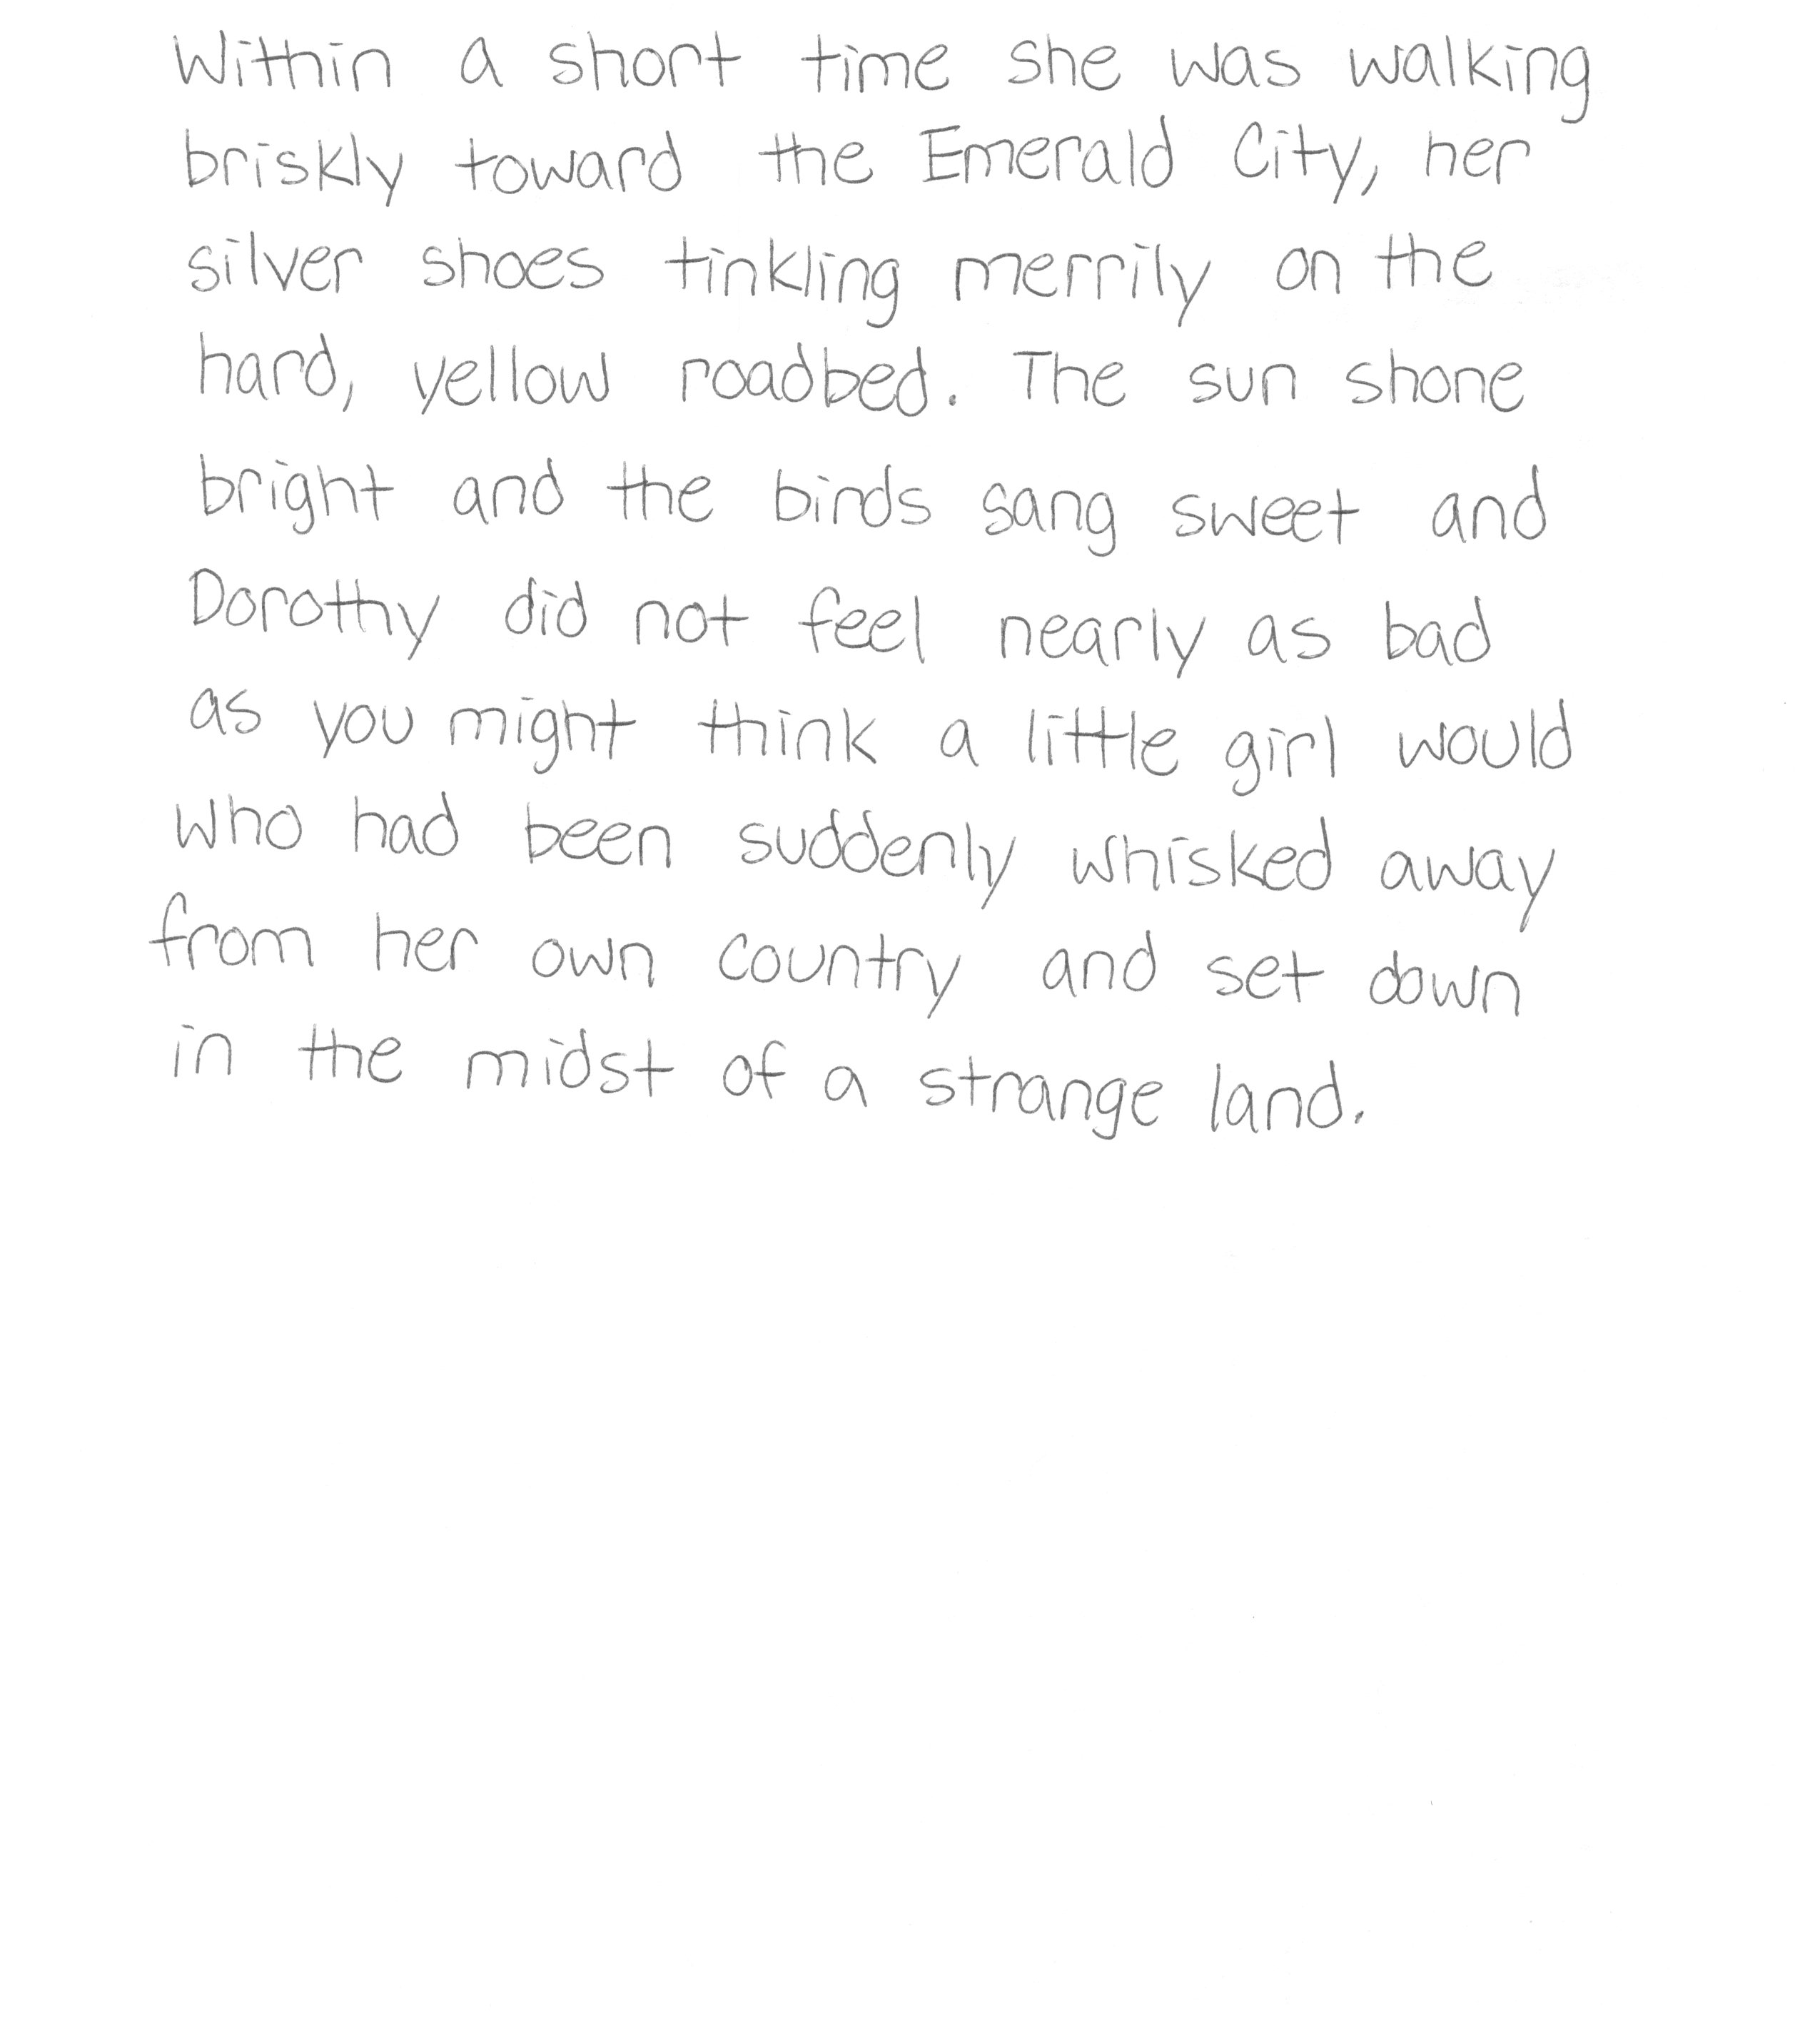 Within a short time she was walking
briskly toward the Emerald City, her
silver shoes tinkling merrily on the
hard, yellow roadbed. The sun shone
bright and the birds sang sweet and
Dorothy did not feel nearly as bad
as you might think a little girl would
who had been suddenly whisked away
from her own country and set down
in the midst of a strange land.